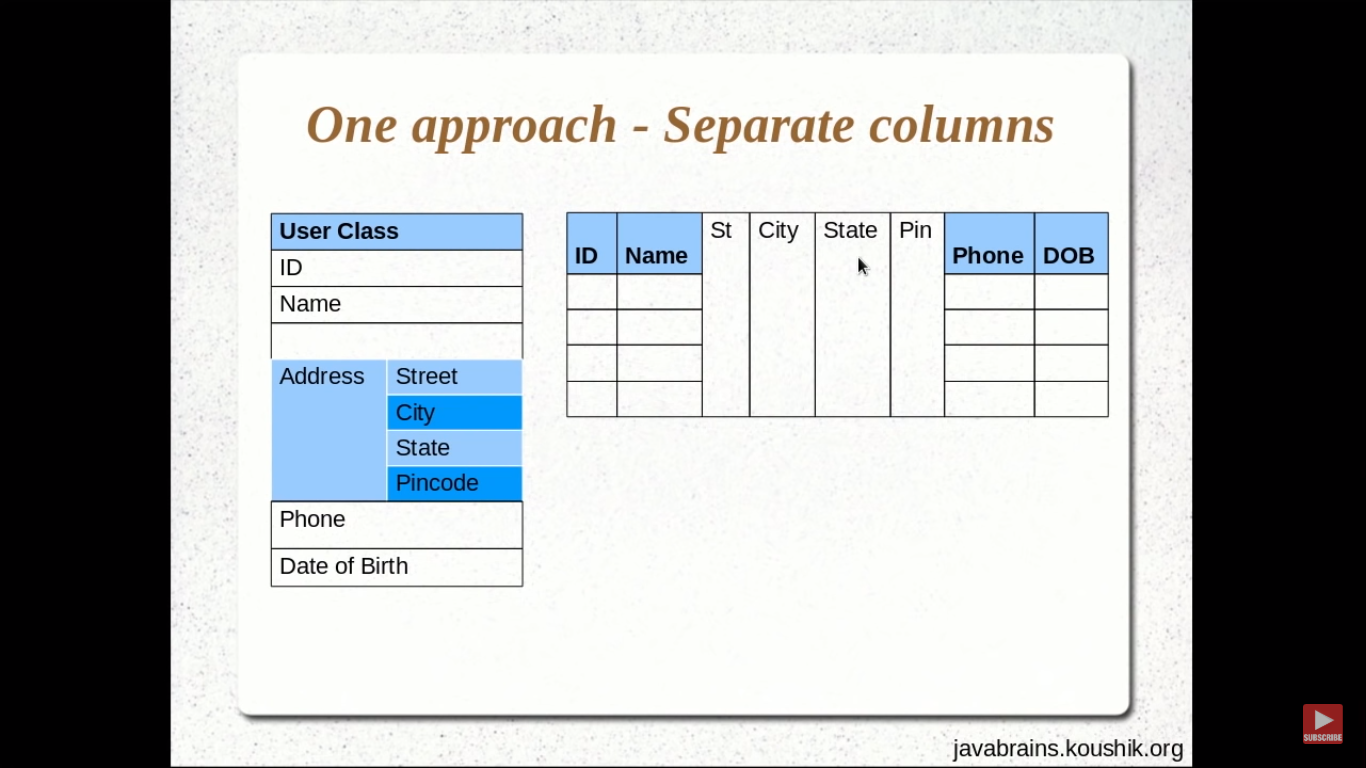 One approach - Separate columns
User Class
ID
Name
Address Street
City
State
Pincode
Phone
Date of Birth
ID Name St City State Pin Phone DOB
javabrains.koushik.org
SUBSCRIBE